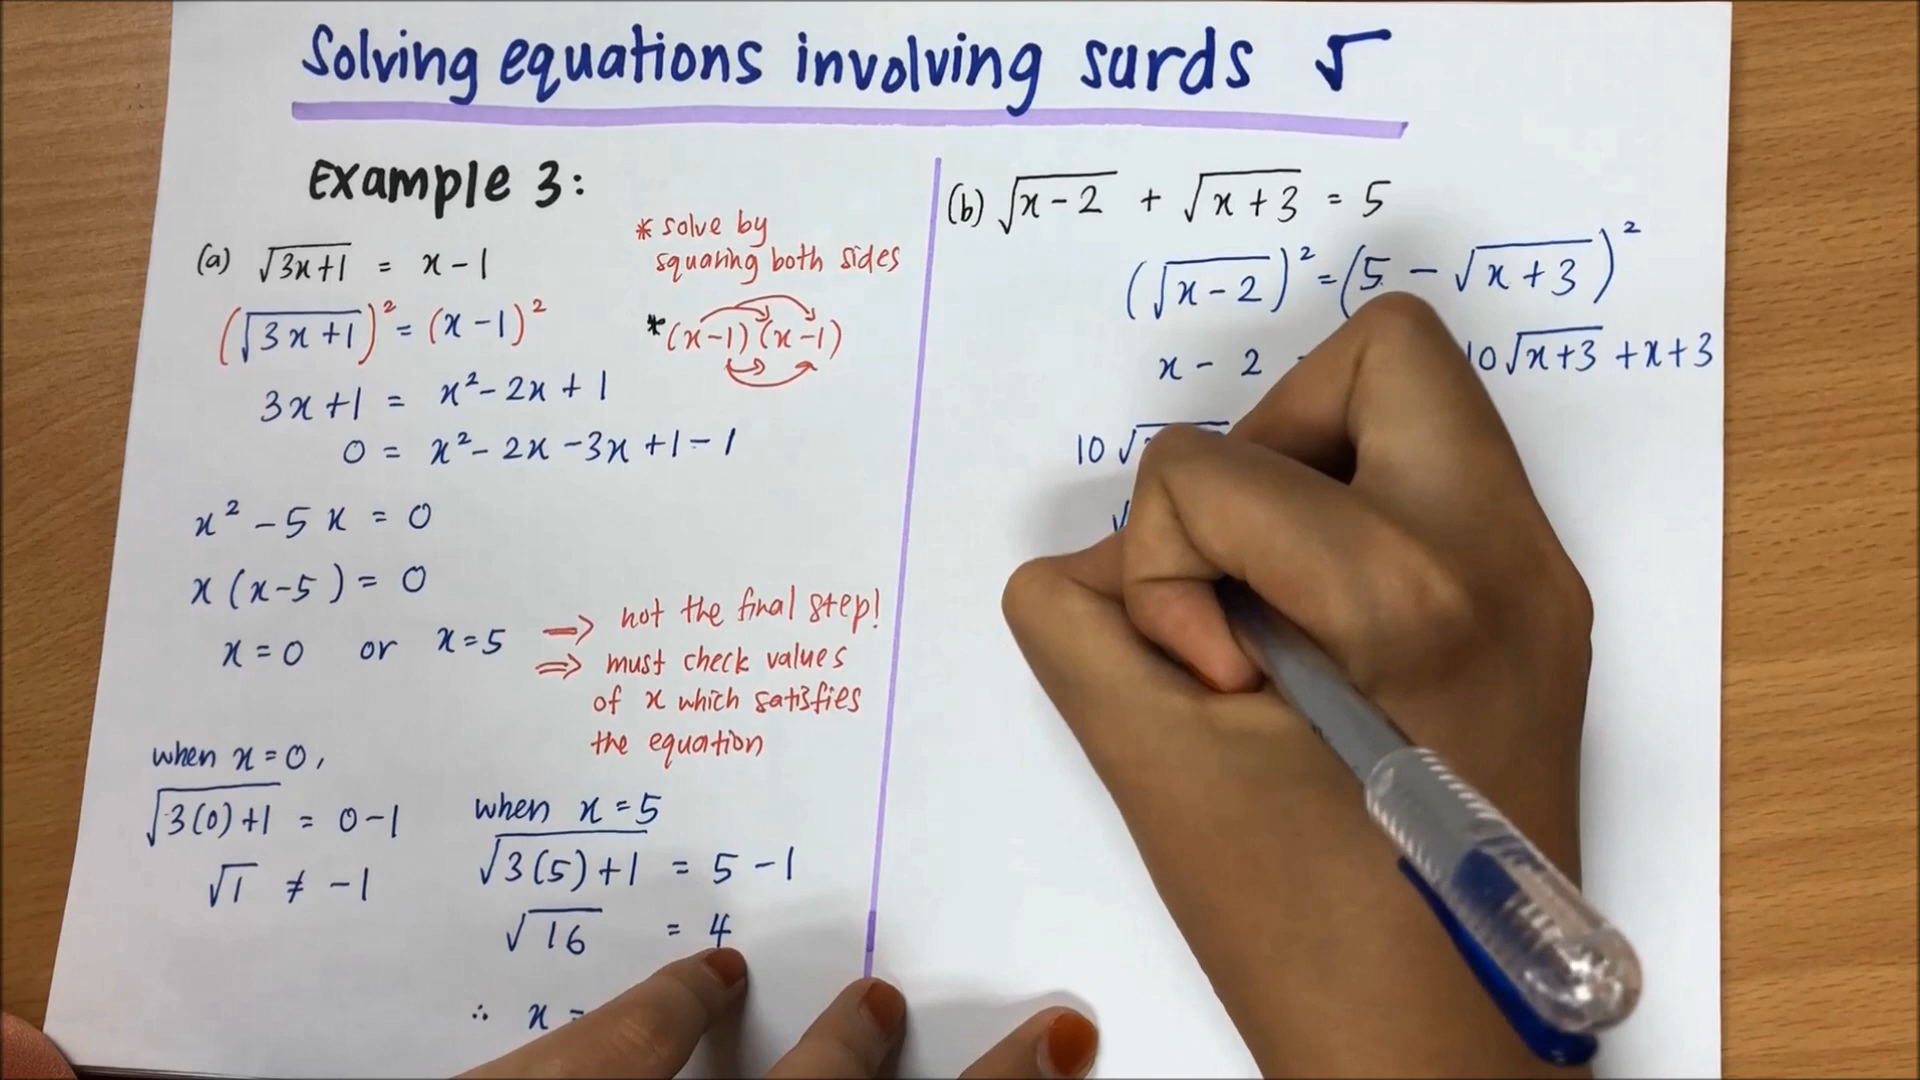 Solving equations involving surds √
Example 3:
(a) √(3x+1) = x - 1
* solve by
squaring both sides
(√(3x+1))² = (x - 1)²
* (x-1)(x-1)
3x+1 = x² - 2x + 1
0 = x² - 2x - 3x + 1 - 1
x² - 5x = 0
x(x-5) = 0
x = 0 or x = 5
→ not the final step!
⇒ must check values
of x which satisfies
the equation
when x = 0,
√(3(0)+1) = 0-1
√1 ≠ -1
when x = 5
√(3(5)+1) = 5 - 1
√16 = 4
∴ x =
(b) √(x-2) + √(x+3) = 5
(√(x-2))² = (5 - √(x+3))²
x - 2 10√(x+3) + x + 3
10√
√